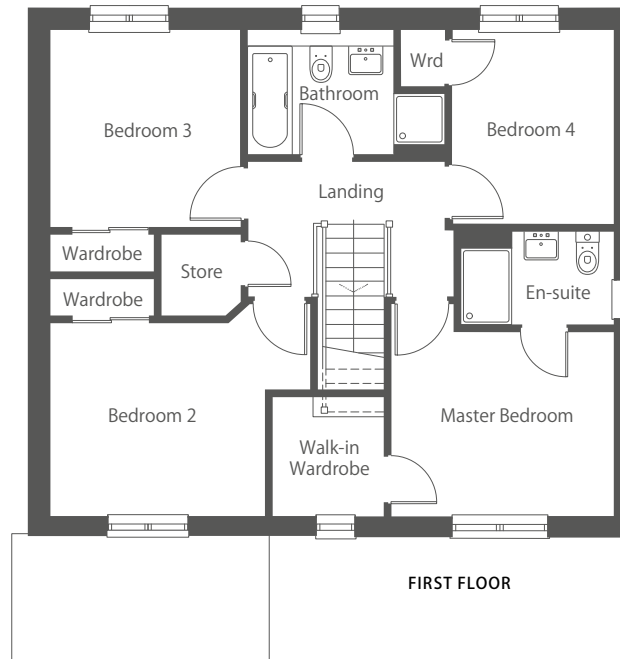 Wrd
Bathroom
Bedroom 3
Bedroom 4
Landing
Wardrobe
Store
Wardrobe
En-suite
Bedroom 2
Master Bedroom
Walk-in
Wardrobe
FIRST FLOOR